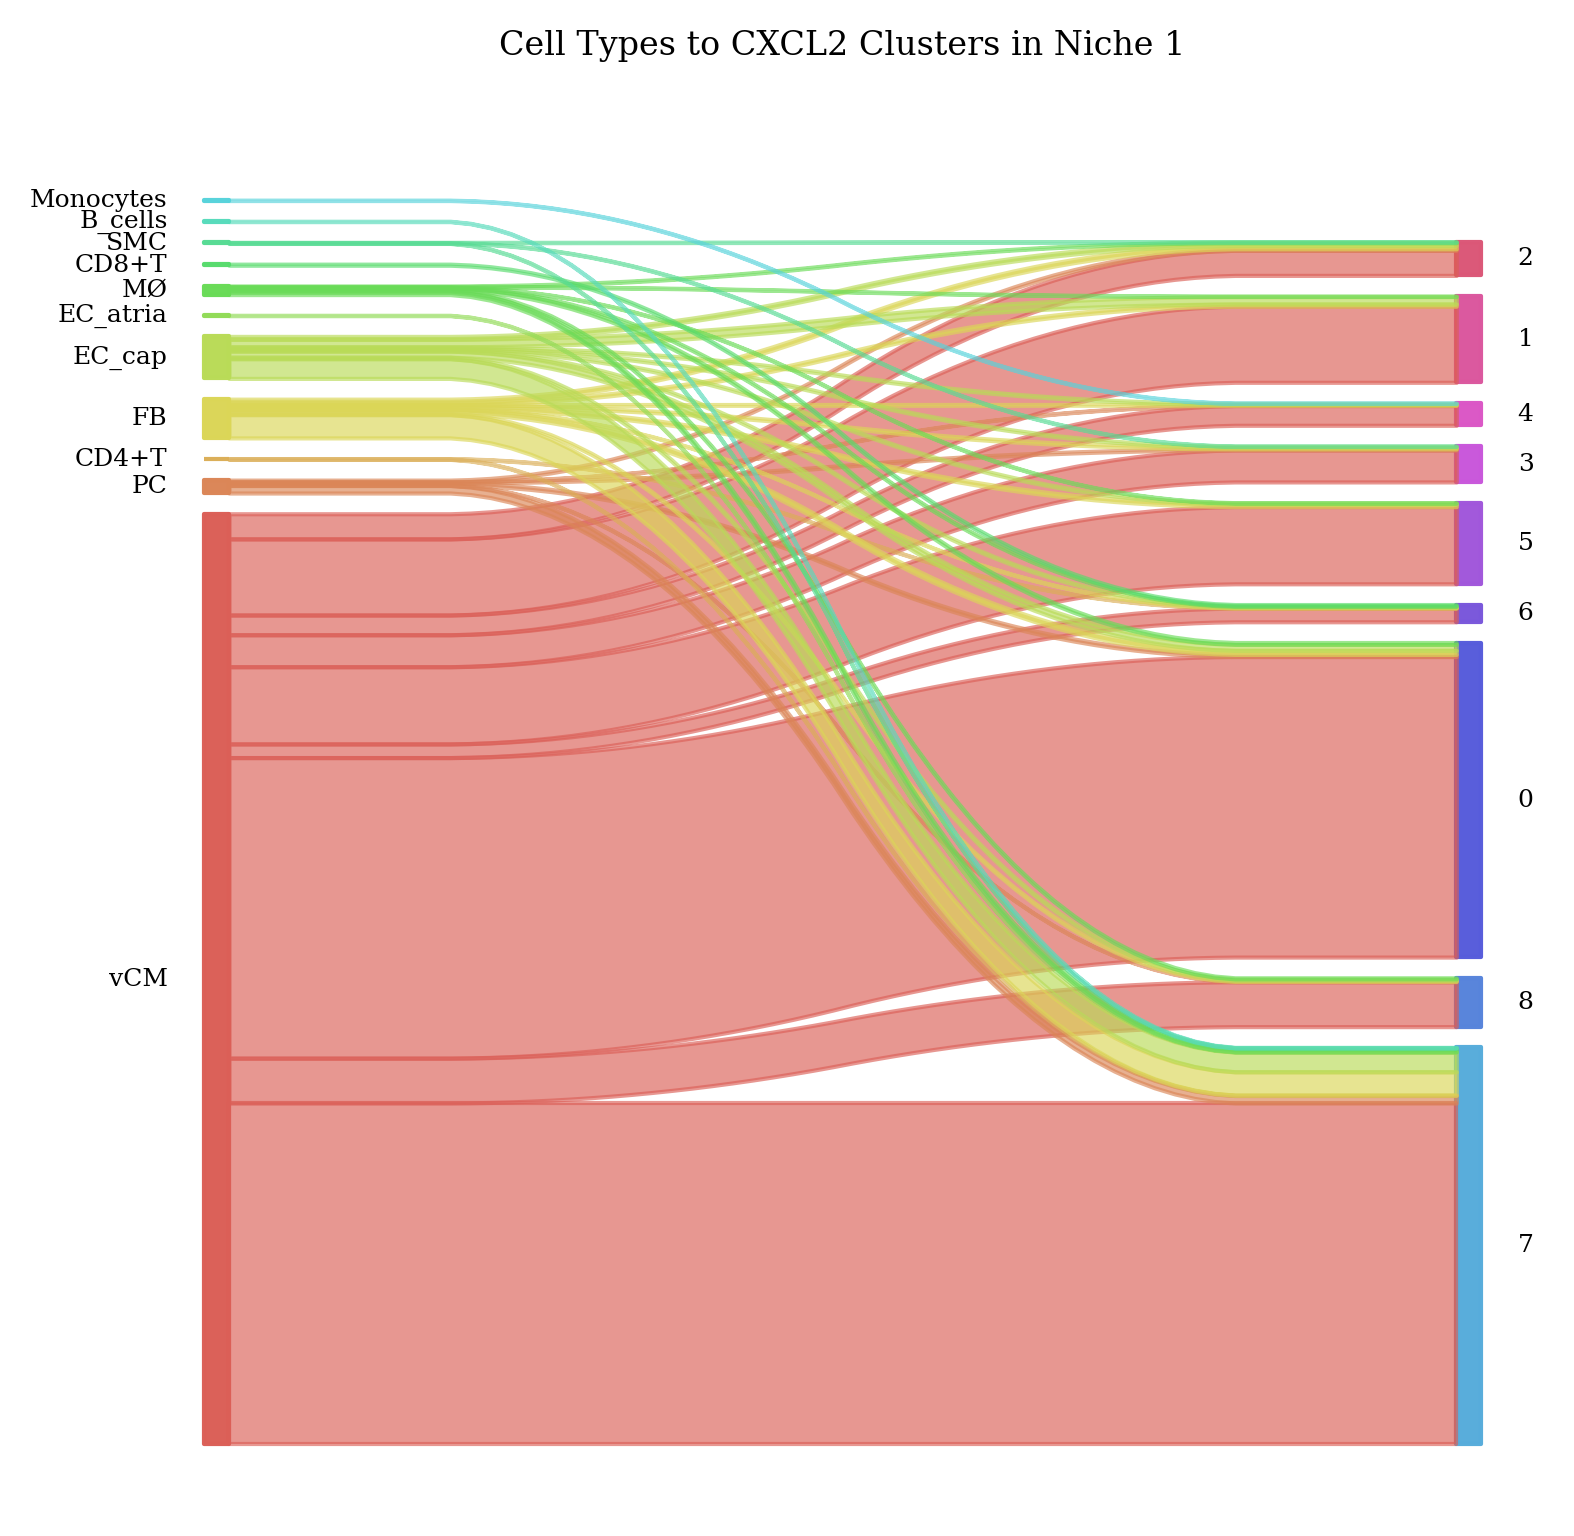 Cell Types to CXCL2 Clusters in Niche 1
Monocytes
B_cells
SMC
CD8+T
MØ
EC_atria
EC_cap
FB
CD4+T
PC
vCM
2
1
4
3
5
6
0
8
7